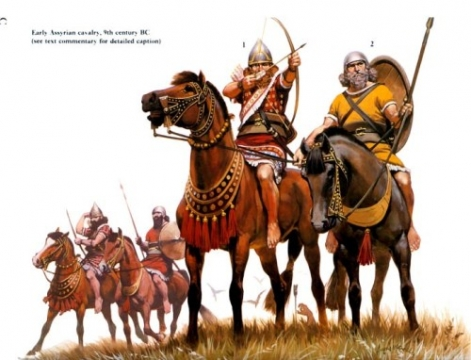 Early Assyrian cavalry, 9th century BC
(see text commentary for detailed caption)
1
2